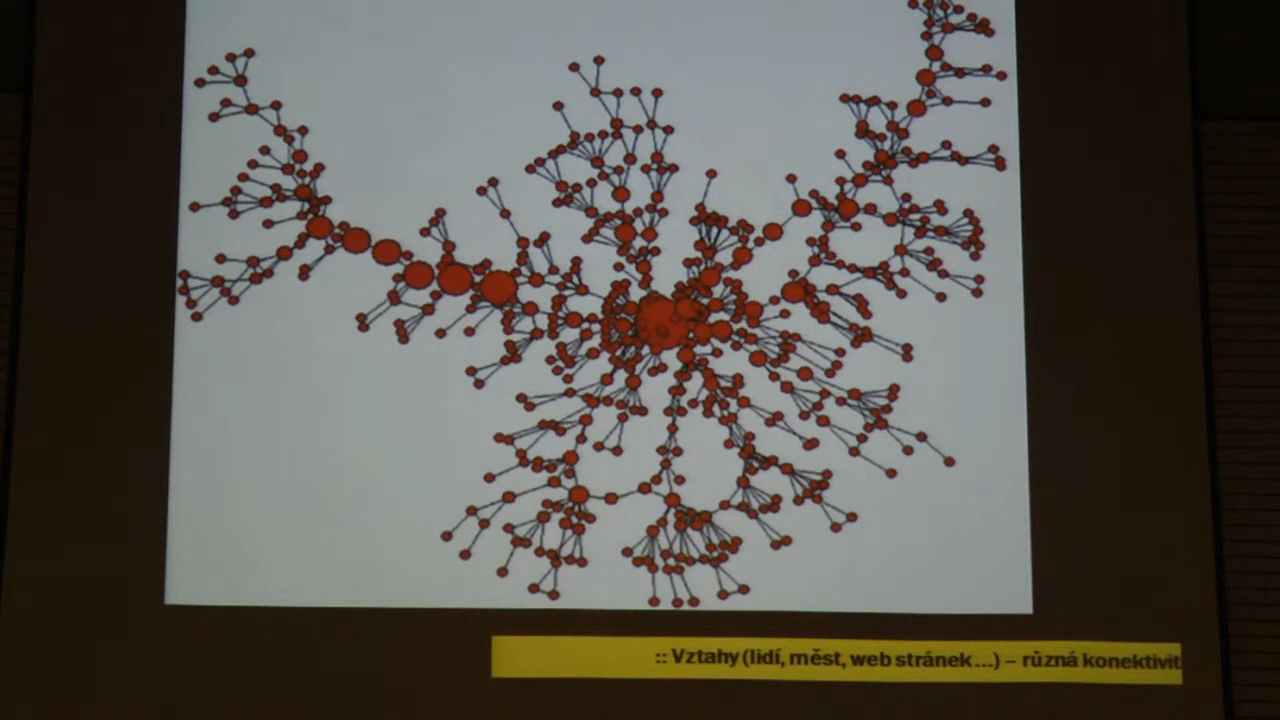 :: Vztahy (lidí, měst, web stránek ...) – různá konektivit